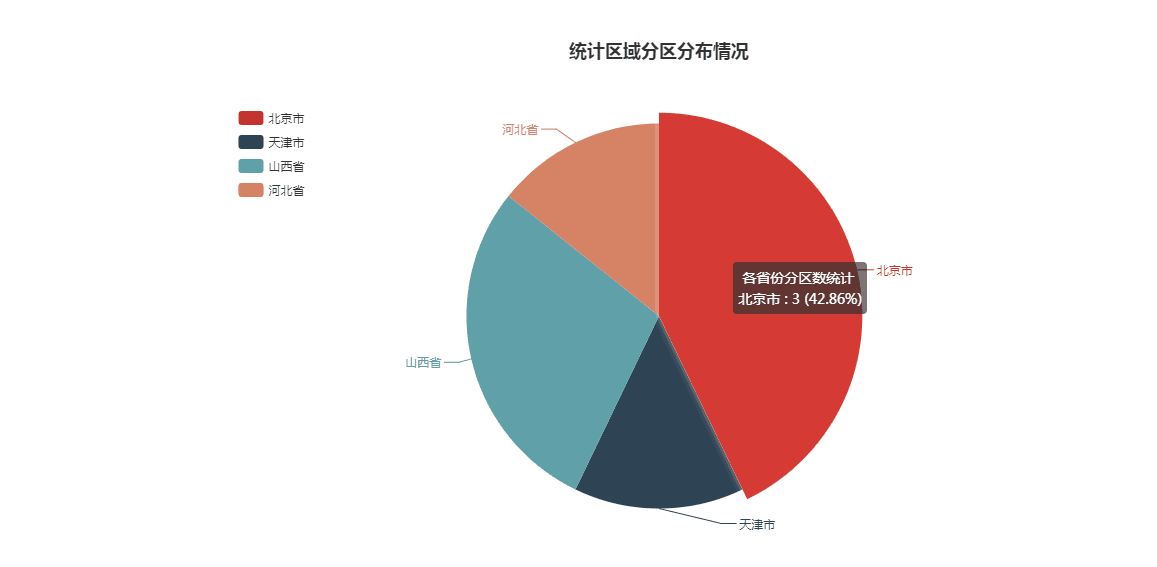 统计区域分区分布情况
北京市
天津市
山西省
河北省
河北省
北京市
各省份分区数统计
北京市 : 3 (42.86%)
山西省
天津市